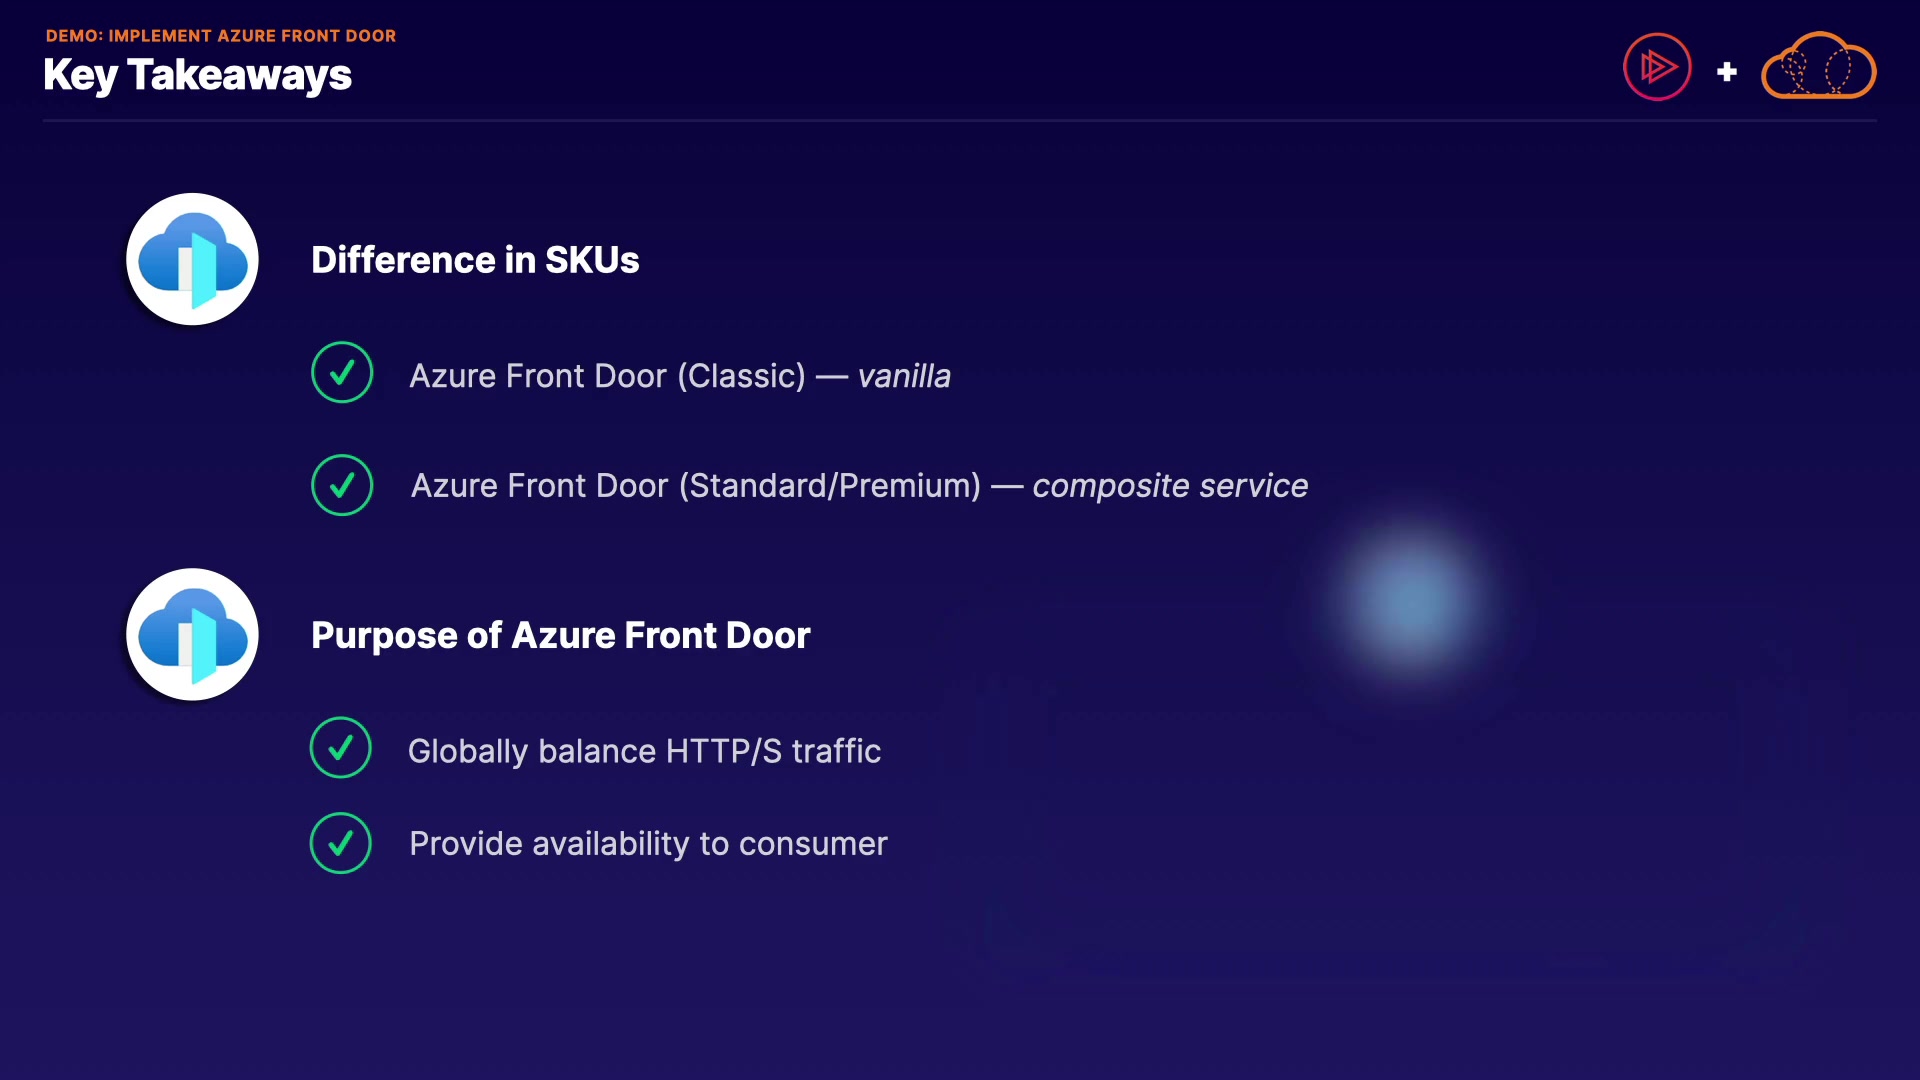 DEMO: IMPLEMENT AZURE FRONT DOOR
Key Takeaways
Difference in SKUs
Azure Front Door (Classic) — vanilla
Azure Front Door (Standard/Premium) — composite service
Purpose of Azure Front Door
Globally balance HTTP/S traffic
Provide availability to consumer